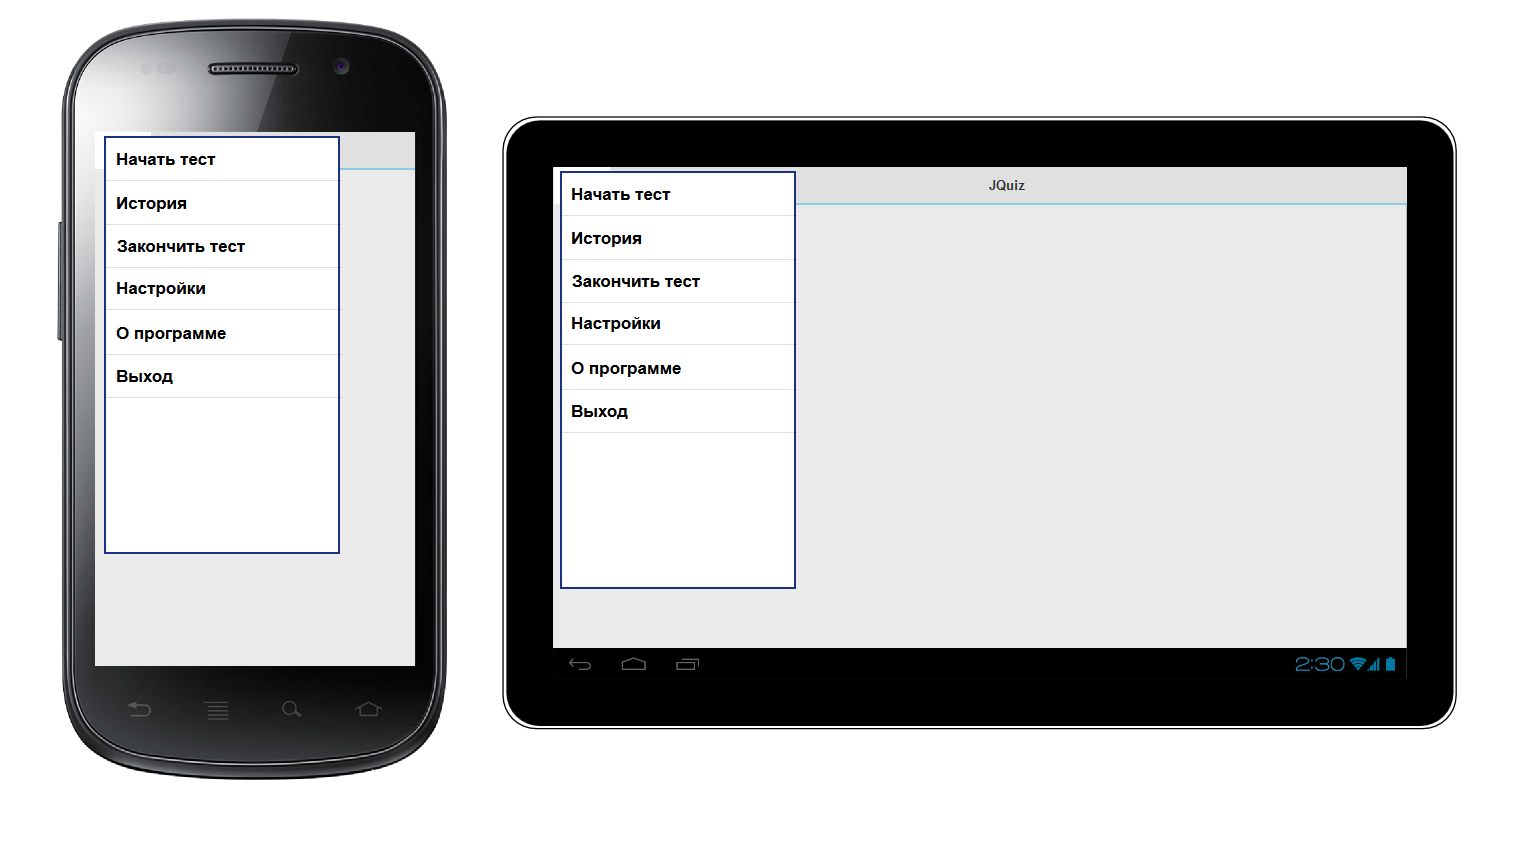 Начать тест
История
Закончить тест
Настройки
О программе
Выход
JQuiz
Начать тест
История
Закончить тест
Настройки
О программе
Выход
2:30